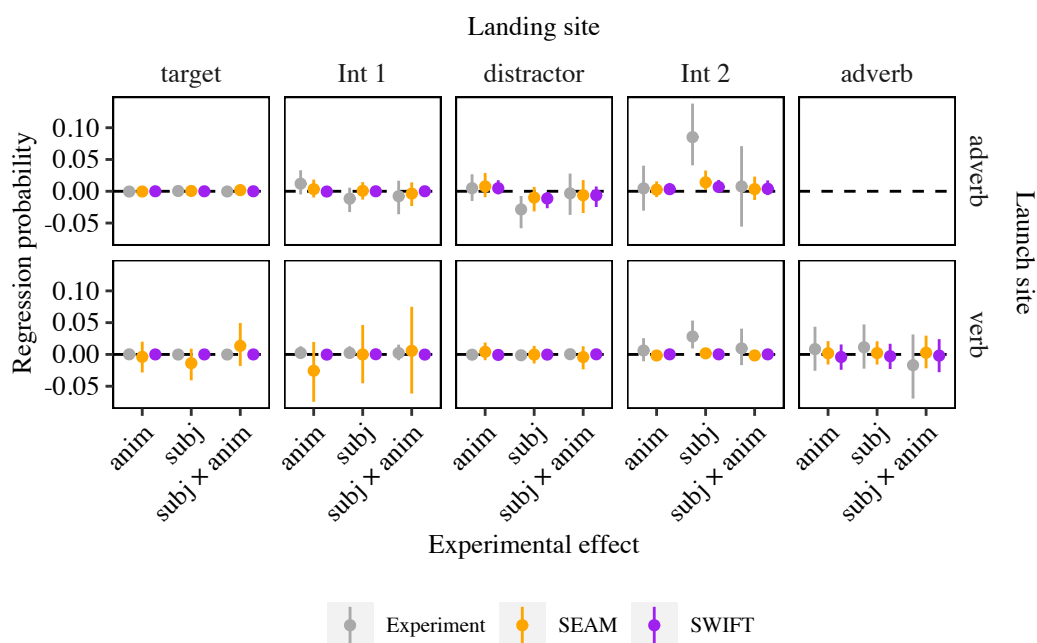 Landing site
target Int 1 distractor Int 2 adverb
Regression probability
0.10
0.05
0.00
-0.05
adverb
0.10
0.05
0.00
-0.05
verb
Launch site
anim subj subj × anim anim subj subj × anim anim subj subj × anim anim subj subj × anim anim subj subj × anim
Experimental effect
Experiment SEAM SWIFT